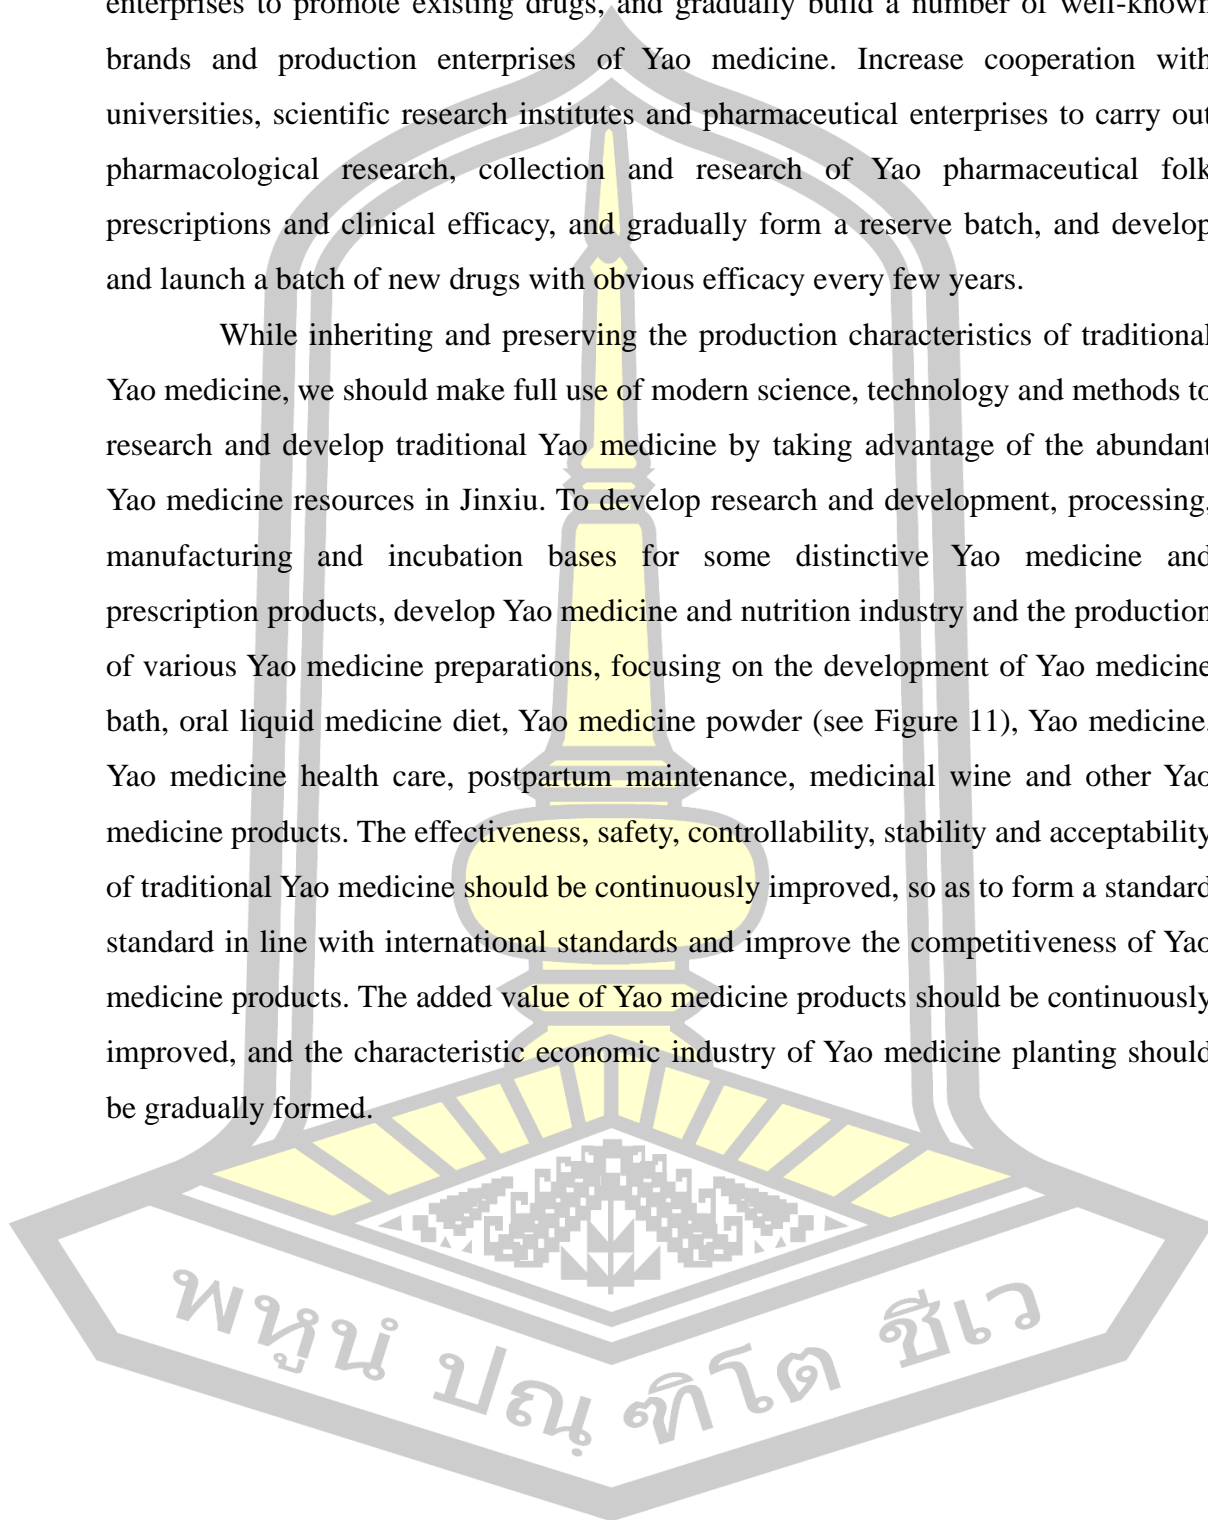 enterprises to promote existing drugs, and gradually build a number of well-known
brands and production enterprises of Yao medicine. Increase cooperation with
universities, scientific research institutes and pharmaceutical enterprises to carry out
pharmacological research, collection and research of Yao pharmaceutical folk
prescriptions and clinical efficacy, and gradually form a reserve batch, and develop
and launch a batch of new drugs with obvious efficacy every few years.
While inheriting and preserving the production characteristics of traditional
Yao medicine, we should make full use of modern science, technology and methods to
research and develop traditional Yao medicine by taking advantage of the abundant
Yao medicine resources in Jinxiu. To develop research and development, processing,
manufacturing and incubation bases for some distinctive Yao medicine and
prescription products, develop Yao medicine and nutrition industry and the production
of various Yao medicine preparations, focusing on the development of Yao medicine
bath, oral liquid medicine diet, Yao medicine powder (see Figure 11), Yao medicine,
Yao medicine health care, postpartum maintenance, medicinal wine and other Yao
medicine products. The effectiveness, safety, controllability, stability and acceptability
of traditional Yao medicine should be continuously improved, so as to form a standard
standard in line with international standards and improve the competitiveness of Yao
medicine products. The added value of Yao medicine products should be continuously
improved, and the characteristic economic industry of Yao medicine planting should
be gradually formed.
พหูนํ ปณฺฑิโต ชีเว